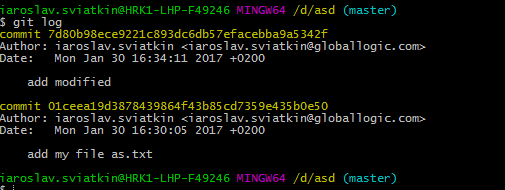 iaroslav.sviatkin@HRK1-LHP-F49246 MINGW64 /d/asd (master)
$ git log
commit 7d80b98ece9221c893dc6db57efacebba9a5342f
Author: iaroslav.sviatkin <iaroslav.sviatkin@globallogic.com>
Date:   Mon Jan 30 16:34:11 2017 +0200
    add modified
commit 01ceea19d3878439864f43b85cd7359e435b0e50
Author: iaroslav.sviatkin <iaroslav.sviatkin@globallogic.com>
Date:   Mon Jan 30 16:30:05 2017 +0200
    add my file as.txt
iaroslav.sviatkin@HRK1-LHP-F49246 MINGW64 /d/asd (master)
$